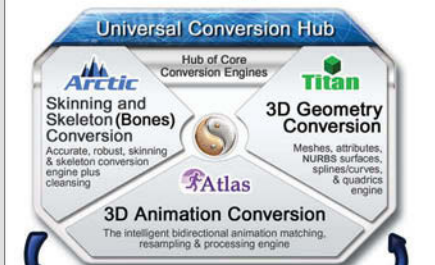 Universal Conversion Hub
Hub of Core
Conversion Engines
Arctic
Skinning and
Skeleton (Bones)
Conversion
Accurate, robust, skinning
& skeleton conversion
engine plus
cleansing
Titan
3D Geometry
Conversion
Meshes, attributes,
NURBS surfaces,
splines/curves,
& quadrics
engine
Atlas
3D Animation Conversion
The intelligent bidirectional animation matching,
resampling & processing engine